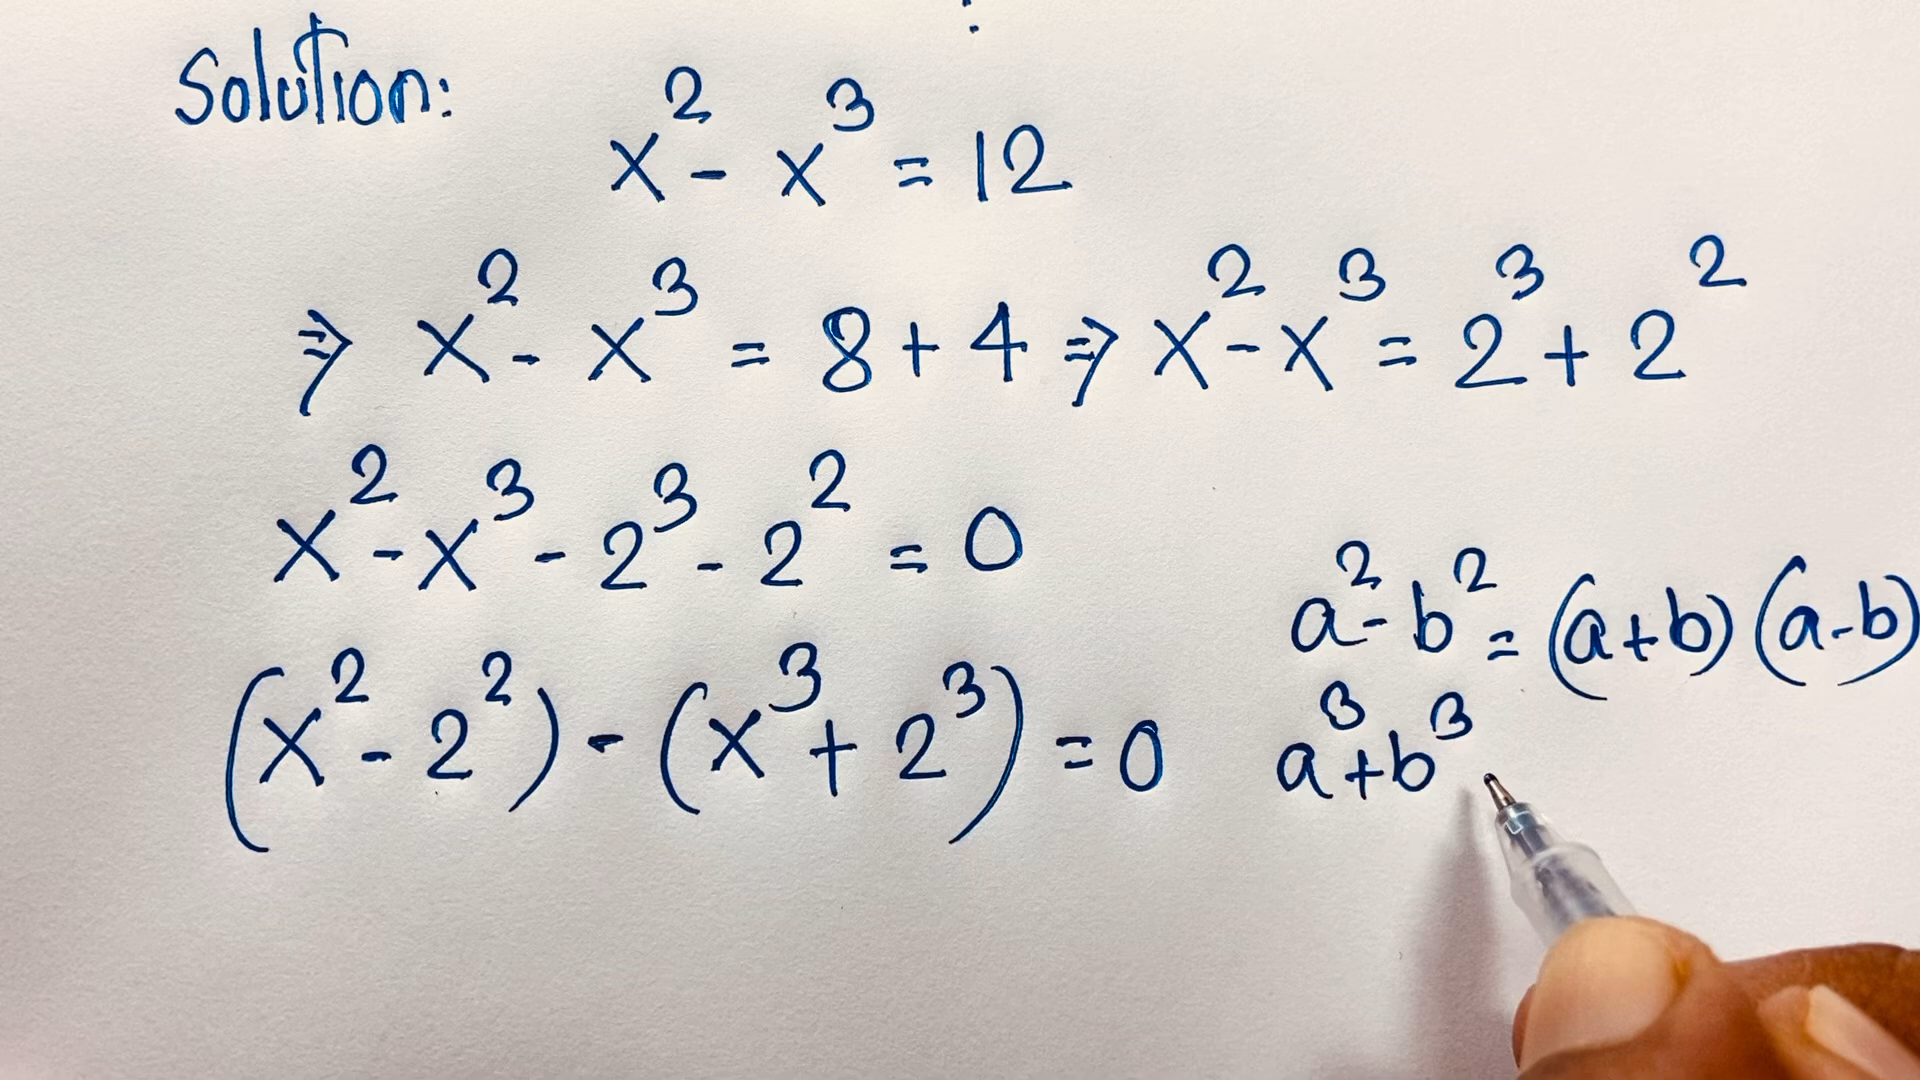 Solution:
x² - x³ = 12
⇒ x² - x³ = 8 + 4 ⇒ x² - x³ = 2³ + 2²
x² - x³ - 2³ - 2² = 0
(x² - 2²) - (x³ + 2³) = 0
a² - b² = (a+b) (a-b)
a³ + b³